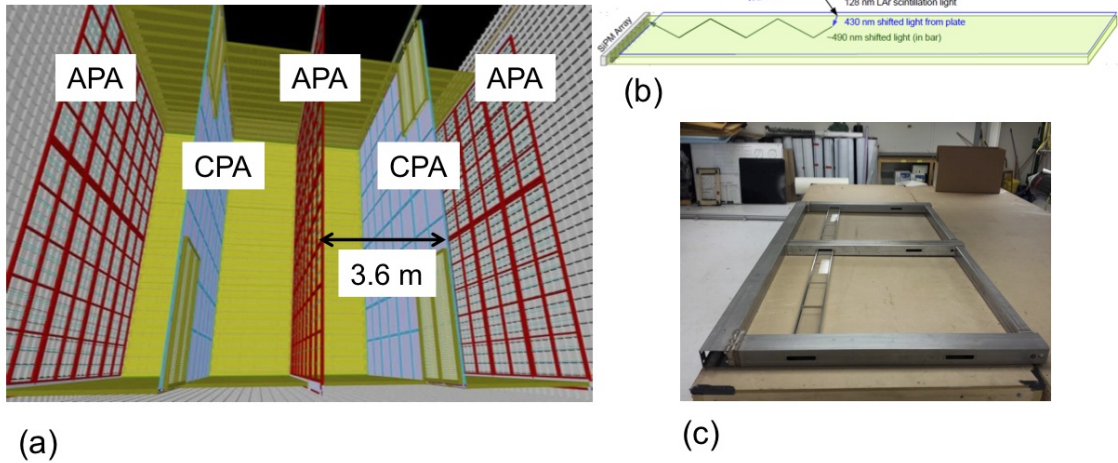 APA
APA
APA
CPA
CPA
3.6 m
(a)
128 nm LAr scintillation light
430 nm shifted light from plate
~490 nm shifted light (in bar)
SiPM Array
(b)
(c)